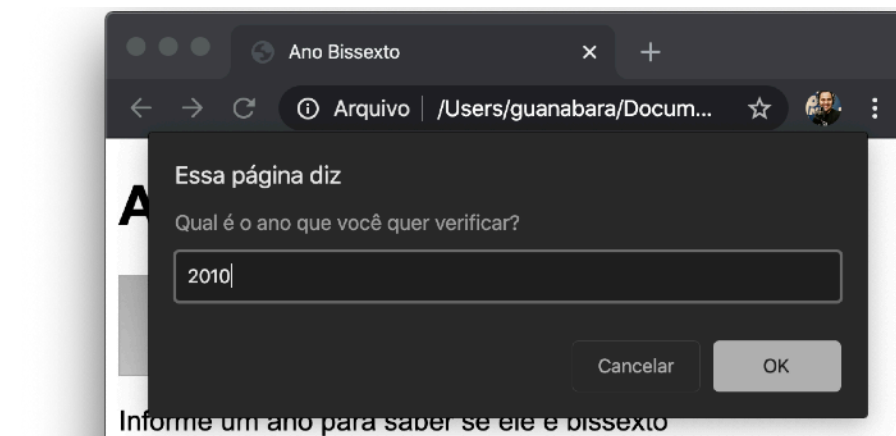 Ano Bissexto
Arquivo /Users/guanabara/Docum...
Essa página diz
A
Qual é o ano que você quer verificar?
2010
Cancelar OK
Informe um ano para saber se ele é bissexto